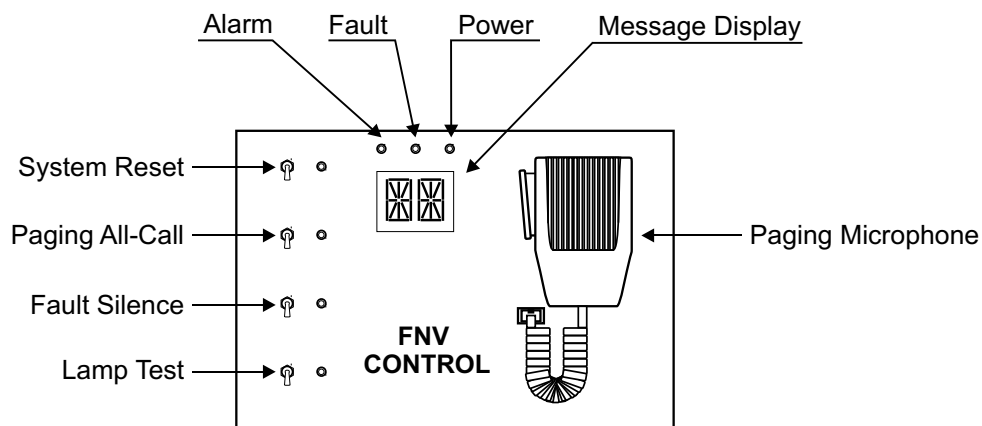 Alarm
Fault
Power
Message Display
System Reset
Paging All-Call
Paging Microphone
Fault Silence
FNV
CONTROL
Lamp Test